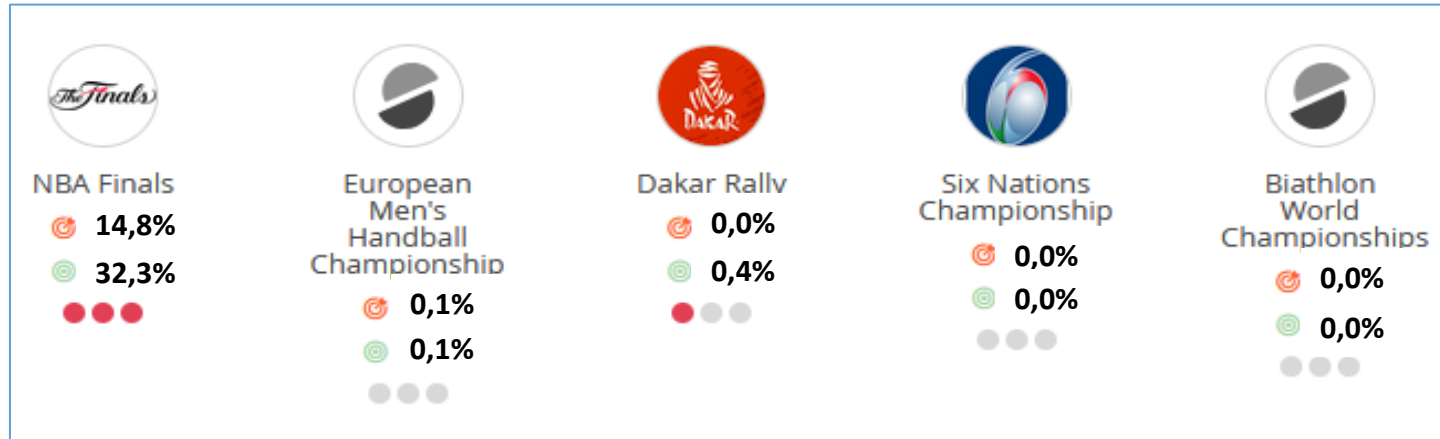 The Finals
NBA Finals
14,8%
32,3%
European
Men's
Handball
Championship
0,1%
0,1%
DAKAR
Dakar Rally
0,0%
0,4%
Six Nations
Championship
0,0%
0,0%
Biathlon
World
Championships
0,0%
0,0%